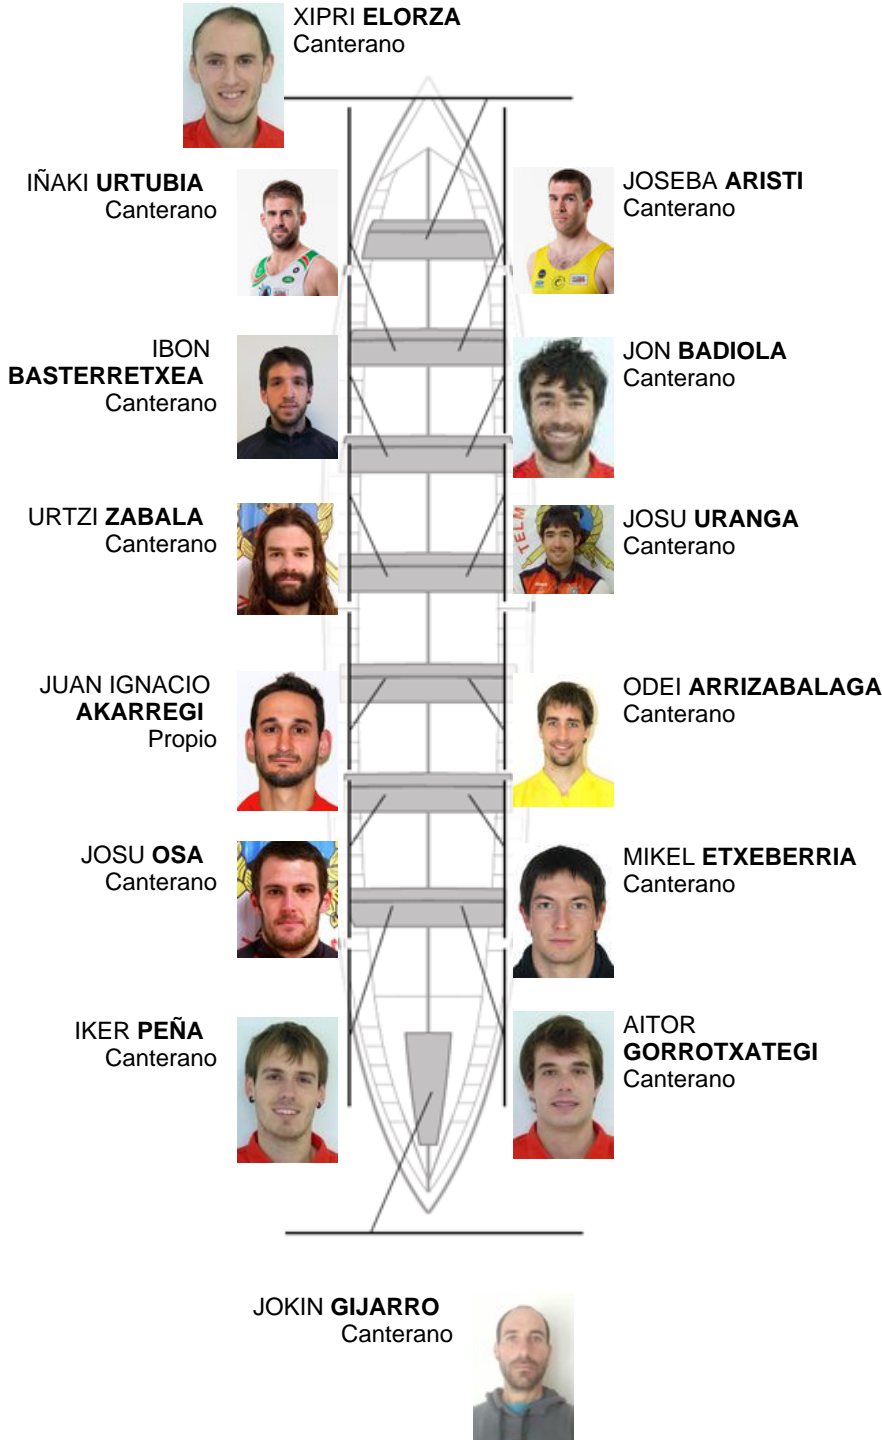 XIPRI ELORZA
Canterano
IÑAKI URTUBIA
Canterano
JOSEBA ARISTI
Canterano
IBON
BASTERRETXEA
Canterano
JON BADIOLA
Canterano
URTZI ZABALA
Canterano
TELM
JOSU URANGA
Canterano
JUAN IGNACIO
AKARREGI
Propio
ODEI ARRIZABALAGA
Canterano
JOSU OSA
Canterano
MIKEL ETXEBERRIA
Canterano
IKER PEÑA
Canterano
AITOR
GORROTXATEGI
Canterano
JOKIN GIJARRO
Canterano